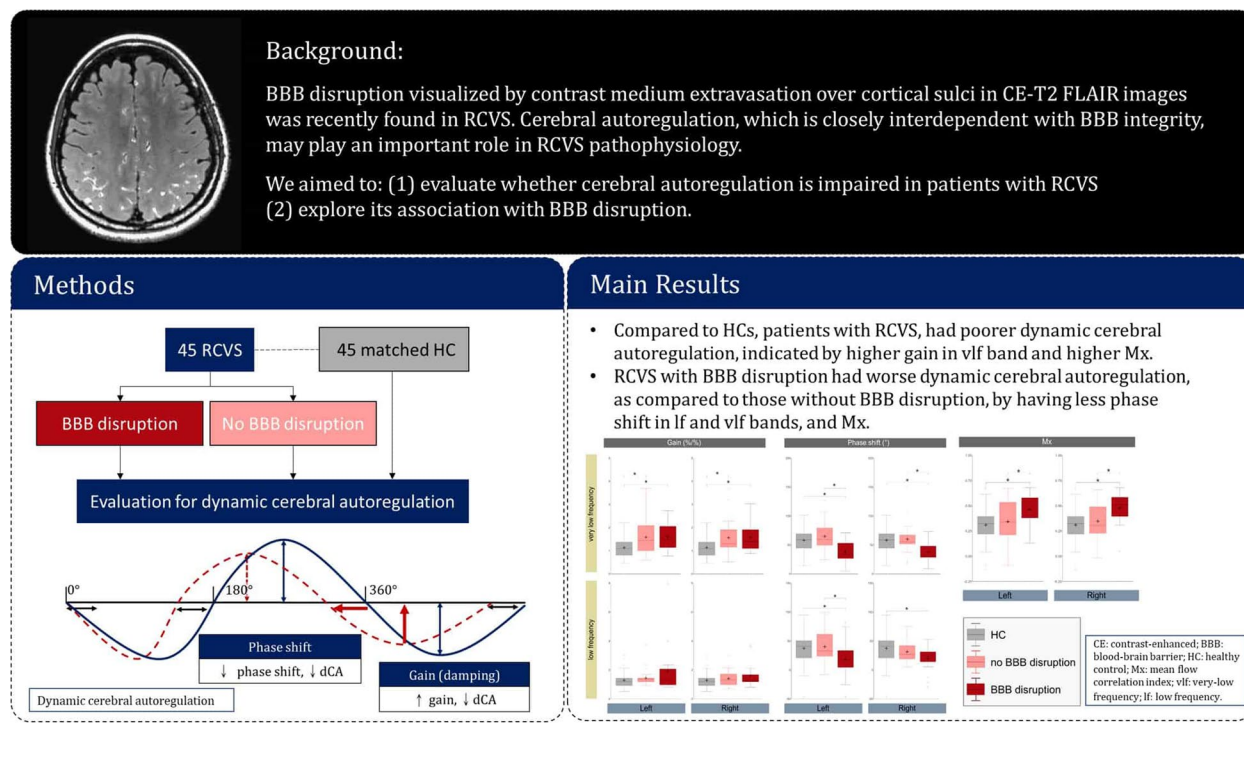 Background:
BBB disruption visualized by contrast medium extravasation over cortical sulci in CE-T2 FLAIR images
was recently found in RCVS. Cerebral autoregulation, which is closely interdependent with BBB integrity,
may play an important role in RCVS pathophysiology.
We aimed to: (1) evaluate whether cerebral autoregulation is impaired in patients with RCVS
(2) explore its association with BBB disruption.
Methods
45 RCVS
45 matched HC
BBB disruption
No BBB disruption
Evaluation for dynamic cerebral autoregulation
0°
180°
360°
Phase shift
↓ phase shift, ↓ dCA
Gain (damping)
↑ gain, ↓ dCA
Dynamic cerebral autoregulation
Main Results
• Compared to HCs, patients with RCVS, had poorer dynamic cerebral
autoregulation, indicated by higher gain in vlf band and higher Mx.
• RCVS with BBB disruption had worse dynamic cerebral autoregulation,
as compared to those without BBB disruption, by having less phase
shift in lf and vlf bands, and Mx.
Gain (%/%)
Phase shift (°)
Mx
very low frequency
low frequency
Left
Right
Left
Right
Left
Right
HC
no BBB disruption
BBB disruption
CE: contrast-enhanced; BBB:
blood-brain barrier; HC: healthy
control; Mx: mean flow
correlation index; vlf: very-low
frequency; lf: low frequency.